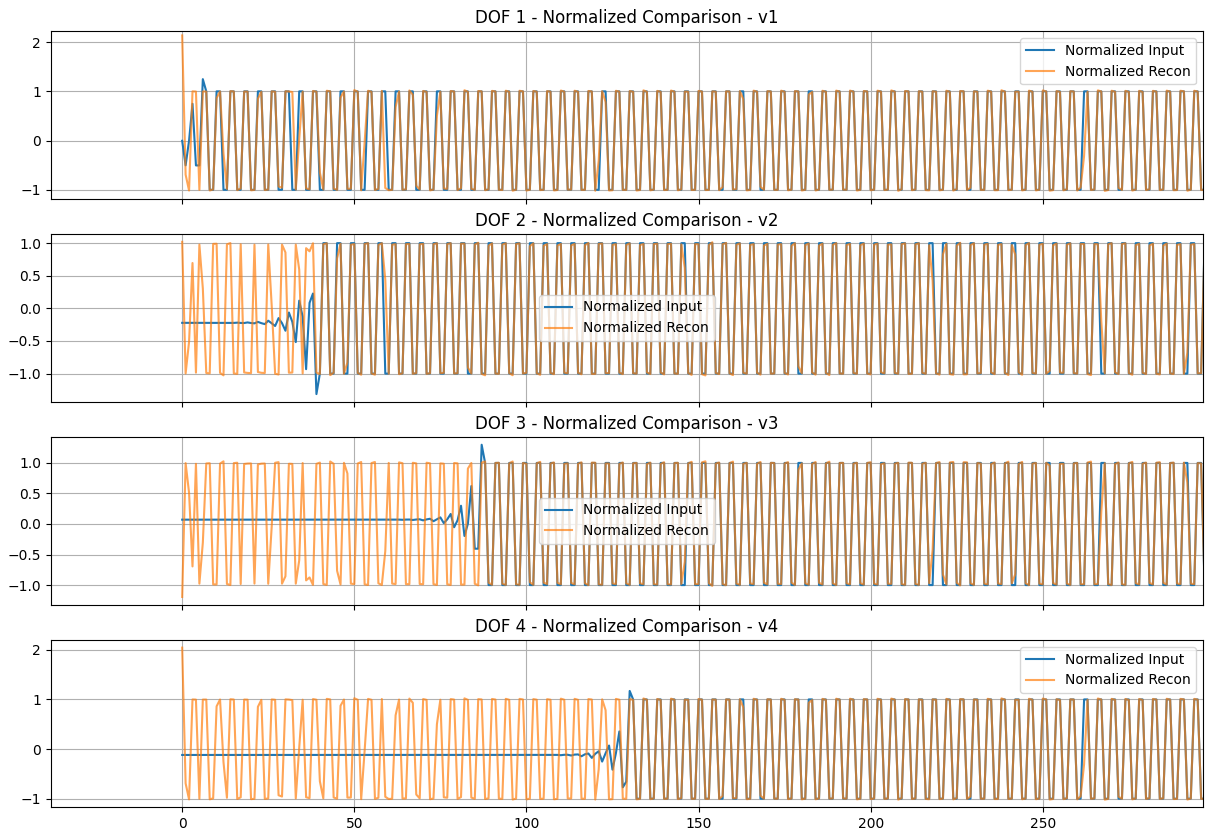 DOF 1 - Normalized Comparison - v1
2
1
0
−1
Normalized Input
Normalized Recon
DOF 2 - Normalized Comparison - v2
1.0
0.5
0.0
−0.5
−1.0
Normalized Input
Normalized Recon
DOF 3 - Normalized Comparison - v3
1.0
0.5
0.0
−0.5
−1.0
Normalized Input
Normalized Recon
DOF 4 - Normalized Comparison - v4
2
1
0
−1
Normalized Input
Normalized Recon
0 50 100 150 200 250